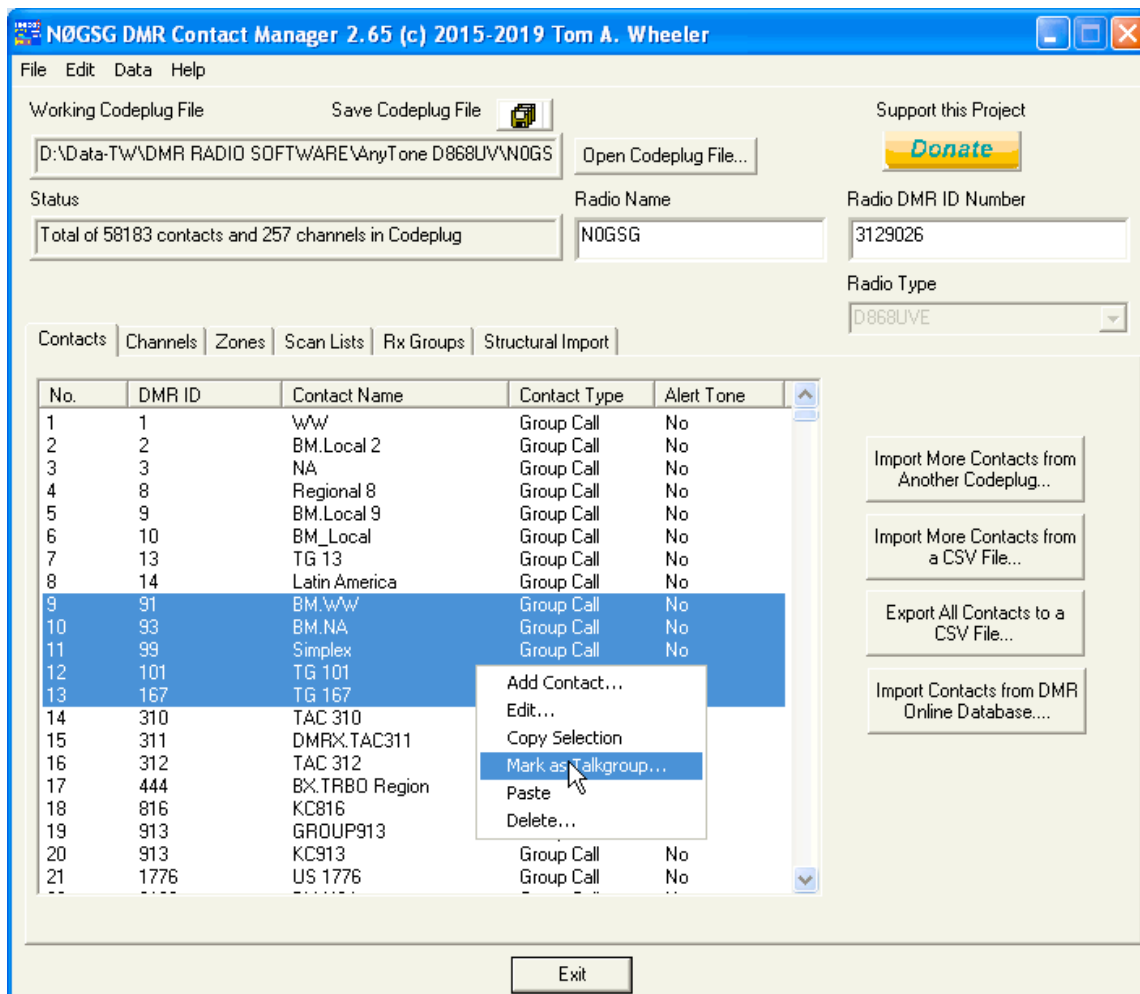 NØGSG DMR Contact Manager 2.65 (c) 2015-2019 Tom A. Wheeler
File Edit Data Help
Working Codeplug File Save Codeplug File Support this Project
D:\Data-TW\DMR RADIO SOFTWARE\AnyTone D868UV\N0GS Open Codeplug File... Donate
Status Radio Name Radio DMR ID Number
Total of 58183 contacts and 257 channels in Codeplug N0GSG 3129026
Radio Type
D868UVE
Contacts Channels Zones Scan Lists Rx Groups Structural Import
No. DMR ID Contact Name Contact Type Alert Tone
1 1 WW Group Call No
2 2 BM.Local 2 Group Call No
3 3 NA Group Call No
4 8 Regional 8 Group Call No
5 9 BM.Local 9 Group Call No
6 10 BM_Local Group Call No
7 13 TG 13 Group Call No
8 14 Latin America Group Call No
9 91 BM.WW Group Call No
10 93 BM.NA Group Call No
11 99 Simplex Group Call No
12 101 TG 101
13 167 TG 167
14 310 TAC 310
15 311 DMRX.TAC311
16 312 TAC 312
17 444 BX.TRBO Region
18 816 KC816
19 913 GROUP913
20 913 KC913 Group Call No
21 1776 US 1776 Group Call No
Add Contact...
Edit...
Copy Selection
Mark as Talkgroup...
Paste
Delete...
Import More Contacts from
Another Codeplug...
Import More Contacts from
a CSV File...
Export All Contacts to a
CSV File...
Import Contacts from DMR
Online Database....
Exit